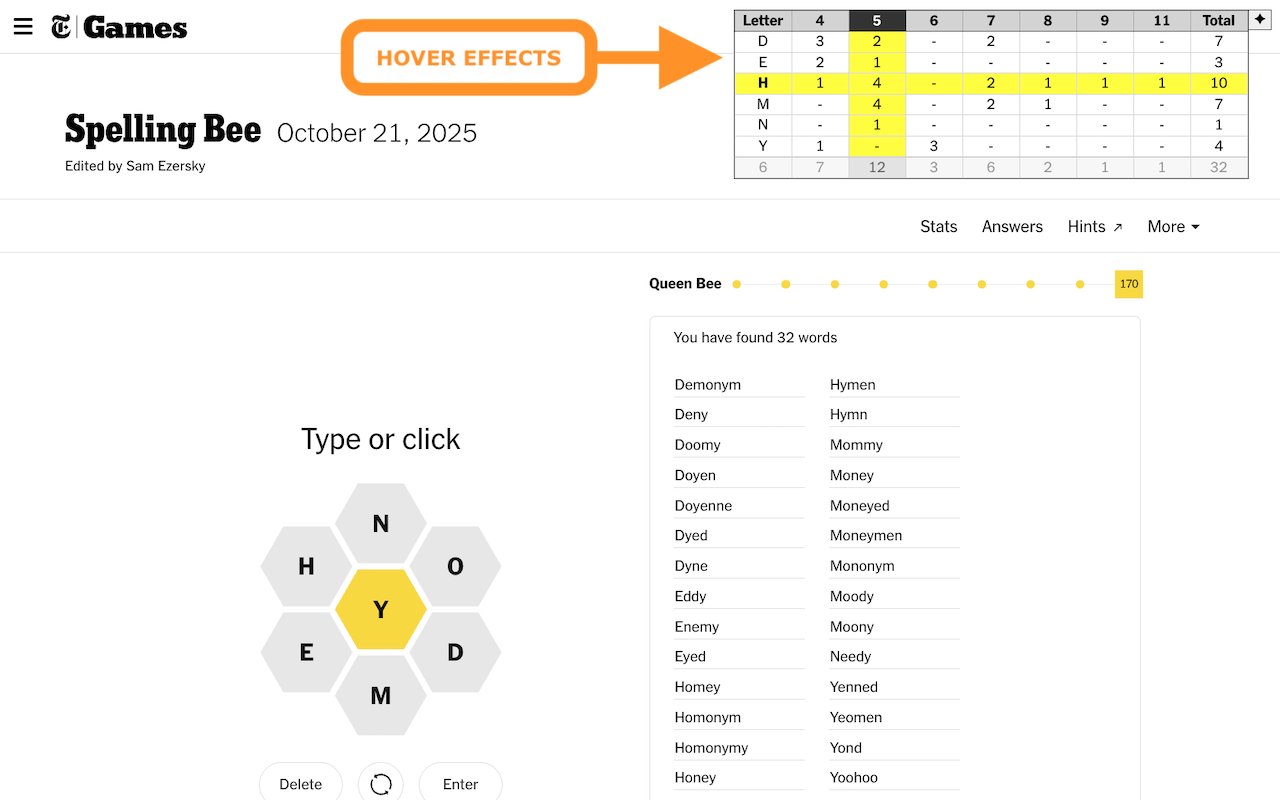 T Games
HOVER EFFECTS
Letter 4 5 6 7 8 9 11 Total
D 3 2 - 2 - - - 7
E 2 1 - - - - - 3
H 1 4 - 2 1 1 1 10
M - 4 - 2 1 - - 7
N - 1 - - - - - 1
Y 1 - 3 - - - - 4
6 7 12 3 6 2 1 1 32
Spelling Bee October 21, 2025
Edited by Sam Ezersky
Stats Answers Hints ↗ More
Queen Bee 170
You have found 32 words
Demonym
Deny
Doomy
Doyen
Doyenne
Dyed
Dyne
Eddy
Enemy
Eyed
Homey
Homonym
Homonymy
Honey
Hymen
Hymn
Mommy
Money
Moneyed
Moneymen
Mononym
Moody
Moony
Needy
Yenned
Yeomen
Yond
Yoohoo
Type or click
N
H
O
Y
E
D
M
Delete
Enter